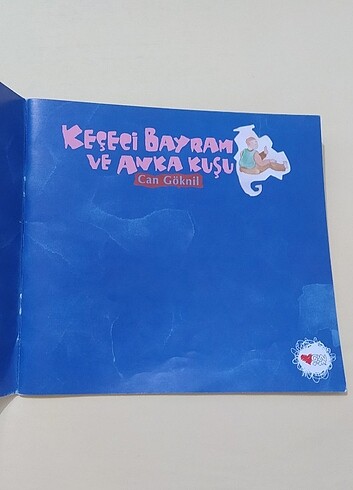 KEÇECİ BAYRAM
VE ANKA KUŞU
Can Göknil